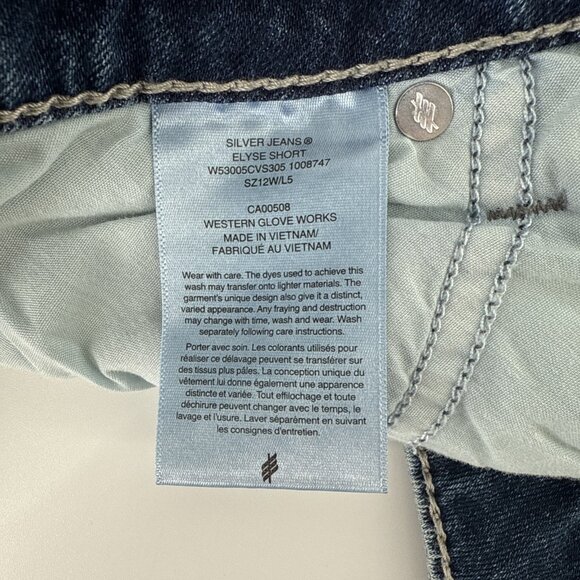 SILVER JEANS®
ELYSE SHORT
W53005CVS305 1008747
SZ12W/L5
CA00508
WESTERN GLOVE WORKS
MADE IN VIETNAM/
FABRIQUÉ AU VIETNAM
Wear with care. The dyes used to achieve this
wash may transfer onto lighter materials. The
garment's unique design also give it a distinct,
varied appearance. Any fraying and destruction
may change with time, wash and wear. Wash
separately following care instructions.
Porter avec soin. Les colorants utilisés pour
réaliser ce délavage peuvent se transférer sur
des tissus plus pâles. La conception unique du
vêtement lui donne également une apparence
distincte et variée. Tout effilochage et toute
déchirure peuvent changer avec le temps, le
lavage et l'usure. Laver séparément en suivant
les consignes d'entretien.